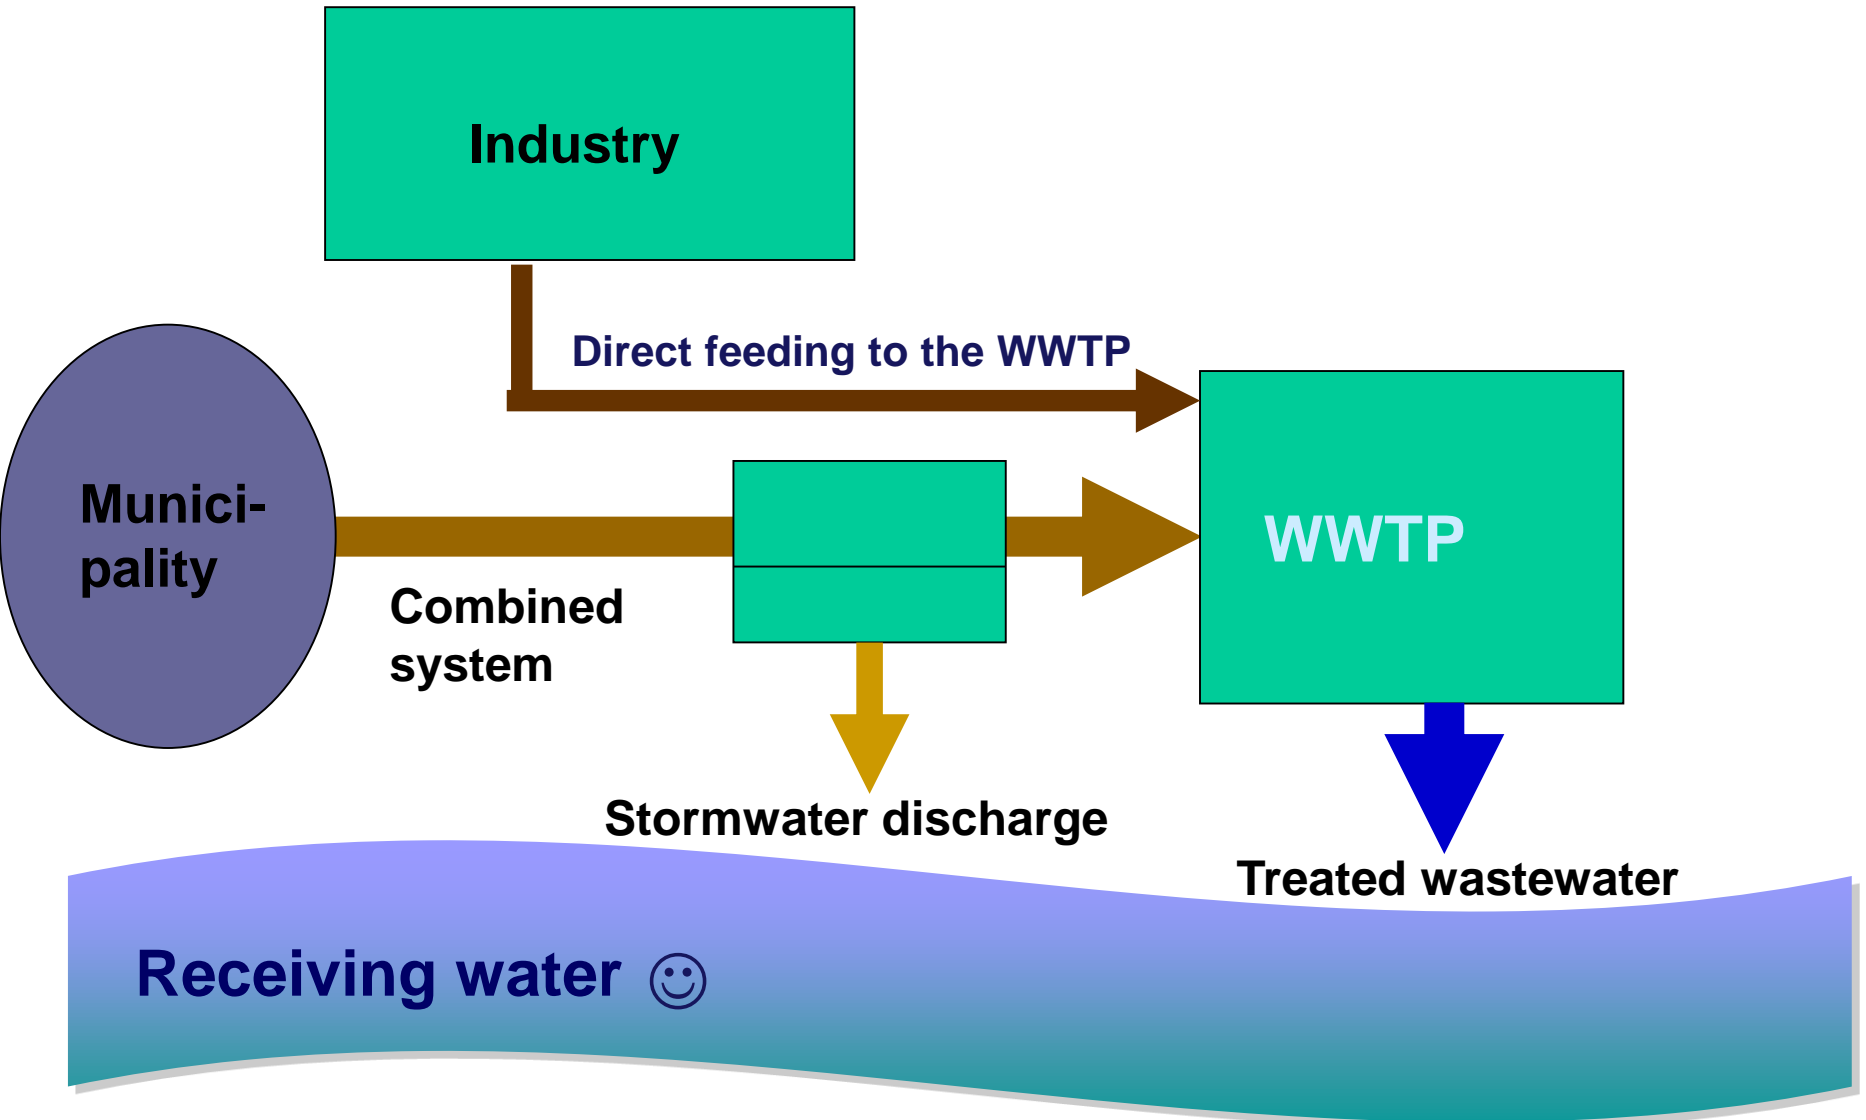 Industry
Direct feeding to the WWTP
Munici-
pality
WWTP
Combined
system
Stormwater discharge
Treated wastewater
Receiving water ☺